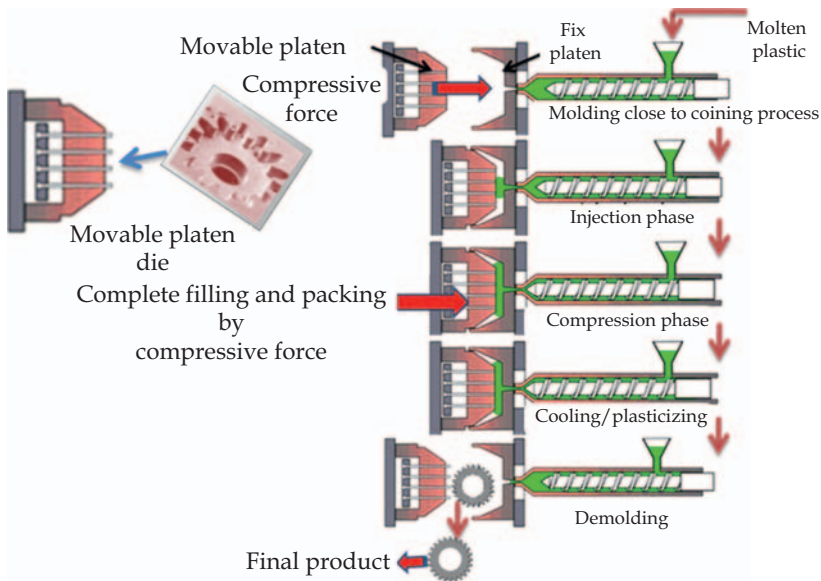 Movable platen
Compressive
force
Fix
platen
Molten
plastic
Molding close to coining process
Movable platen
die
Injection phase
Complete filling and packing
by
compressive force
Compression phase
Cooling/plasticizing
Demolding
Final product